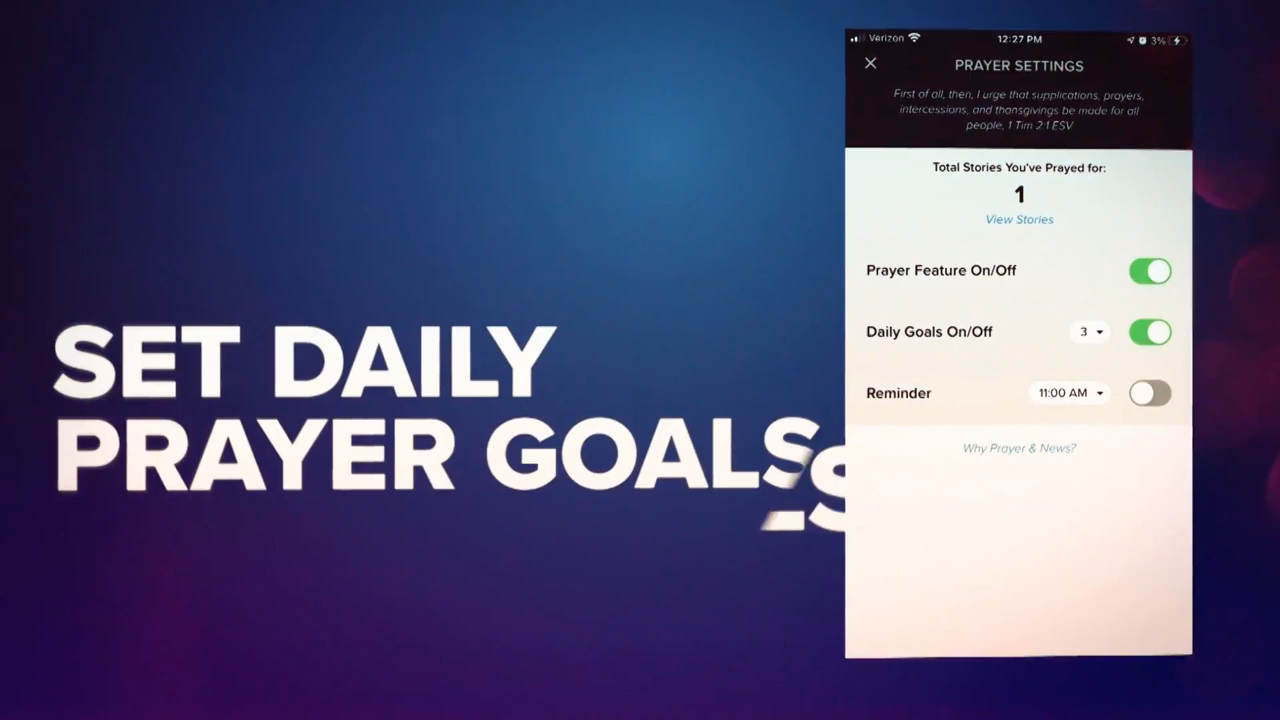 SET DAILY
PRAYER GOALS
Verizon 12:27 PM 3%
PRAYER SETTINGS
First of all, then, I urge that supplications, prayers,
intercessions, and thansgivings be made for all
people, 1 Tim 2:1 ESV
Total Stories You've Prayed for:
1
View Stories
Prayer Feature On/Off
Daily Goals On/Off 3
Reminder 11:00 AM
Why Prayer & News?